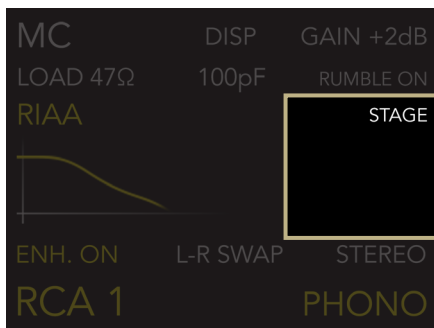 MC DISP GAIN +2dB
LOAD 47Ω 100pF RUMBLE ON
RIAA STAGE
ENH. ON L-R SWAP STEREO
RCA 1 PHONO